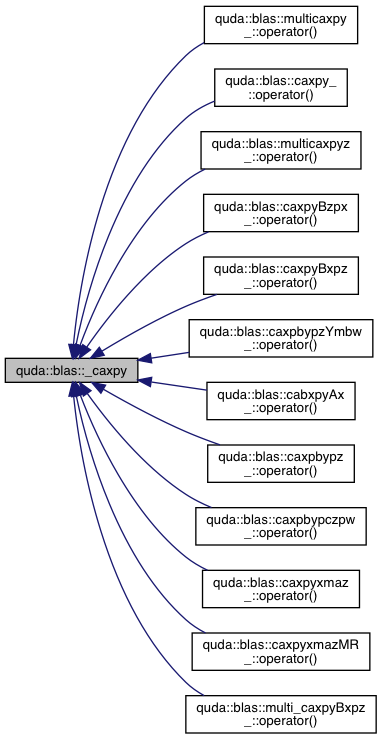 quda::blas::multicaxpy
_::operator()
quda::blas::caxpy_
::operator()
quda::blas::multicaxpyz
_::operator()
quda::blas::caxpyBzpx
_::operator()
quda::blas::caxpyBxpz
_::operator()
quda::blas::caxpbypzYmbw
_::operator()
quda::blas::_caxpy
quda::blas::cabxpyAx
_::operator()
quda::blas::caxpbypz
_::operator()
quda::blas::caxpbypczpw
_::operator()
quda::blas::caxpyxmaz
_::operator()
quda::blas::caxpyxmazMR
_::operator()
quda::blas::multi_caxpyBxpz
_::operator()